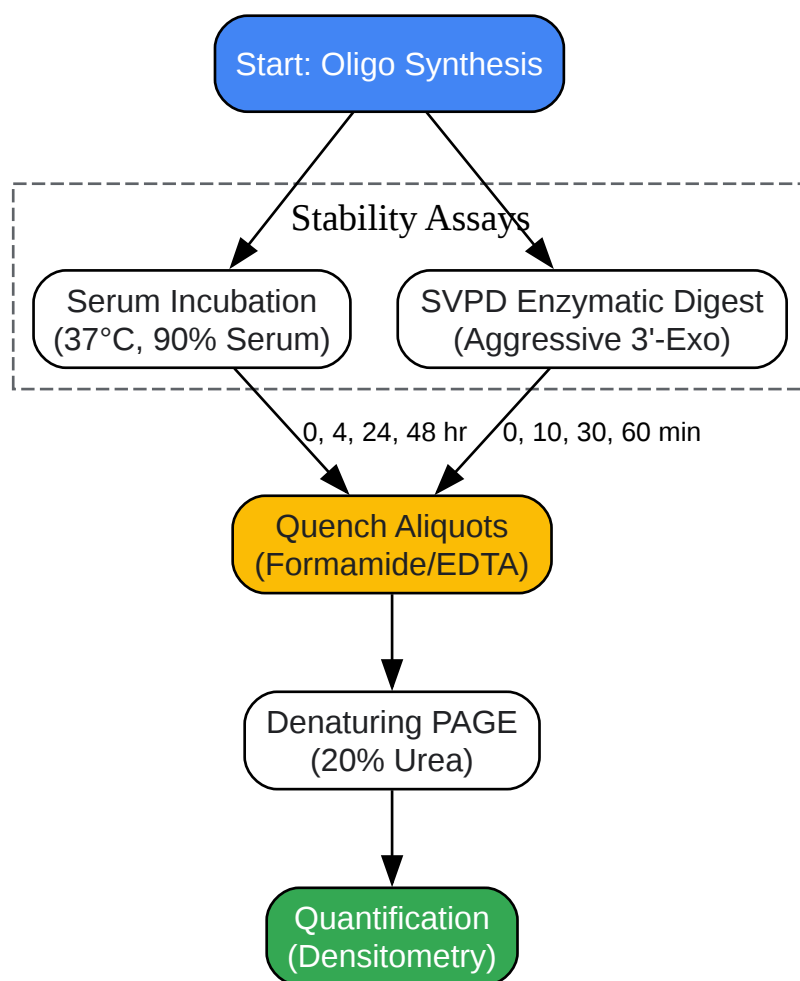 Start: Oligo Synthesis
Stability Assays
Serum Incubation
(37°C, 90% Serum)
SVPD Enzymatic Digest
(Aggressive 3'-Exo)
0, 4, 24, 48 hr
0, 10, 30, 60 min
Quench Aliquots
(Formamide/EDTA)
Denaturing PAGE
(20% Urea)
Quantification
(Densitometry)